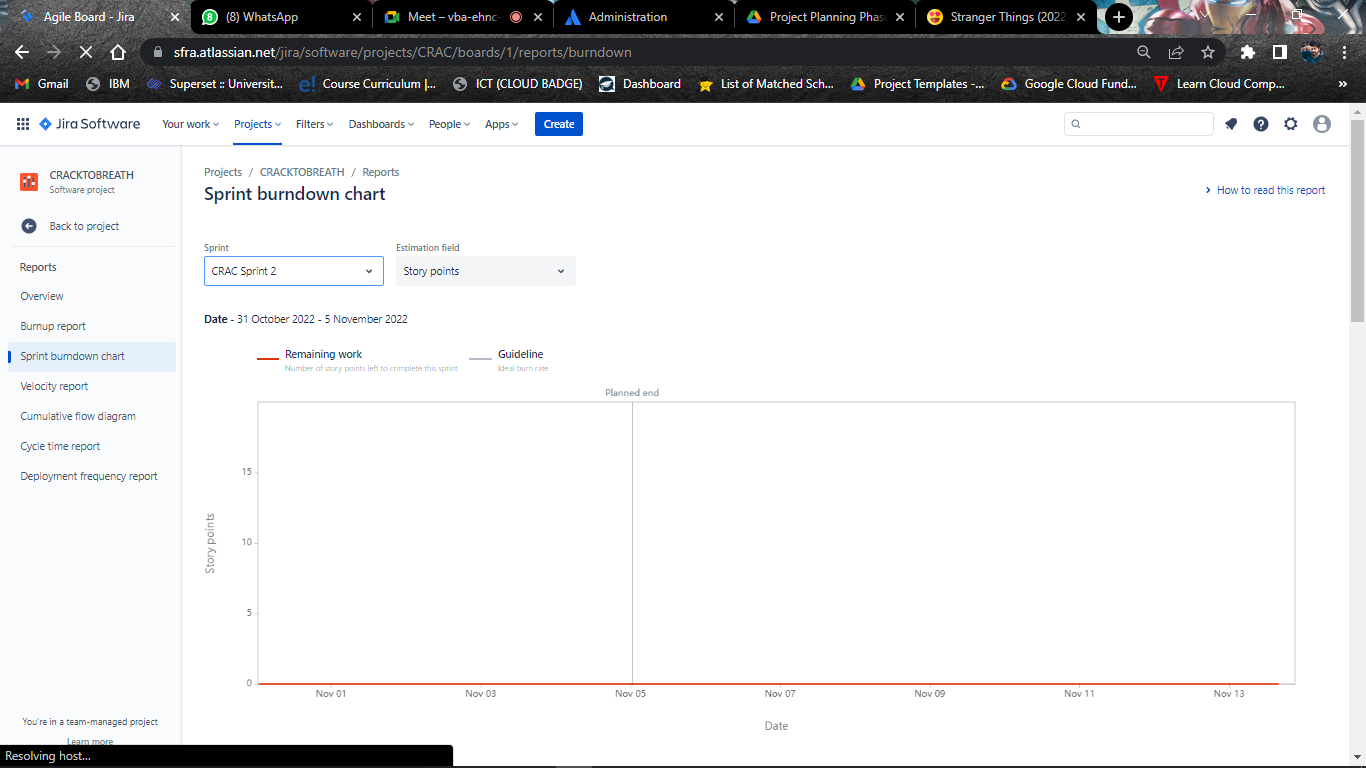 Agile Board - Jira
(8) WhatsApp
Meet – vba-ehnc-
Administration
Project Planning Phas
Stranger Things (2022
sfra.atlassian.net/jira/software/projects/CRAC/boards/1/reports/burndown
Gmail
IBM
Superset :: Universit...
Course Curriculum |...
ICT (CLOUD BADGE)
Dashboard
List of Matched Sch...
Project Templates -...
Google Cloud Fund...
Learn Cloud Comp...
»
Jira Software
Your work
Projects
Filters
Dashboards
People
Apps
Create
CRACKTOBREATH
Software project
Back to project
Reports
Overview
Burnup report
Sprint burndown chart
Velocity report
Cumulative flow diagram
Cycle time report
Deployment frequency report
You're in a team-managed project
Learn more
Projects / CRACKTOBREATH / Reports
Sprint burndown chart
How to read this report
Sprint
Estimation field
CRAC Sprint 2
Story points
Date - 31 October 2022 - 5 November 2022
Remaining work
Number of story points left to complete this sprint
Guideline
Ideal burn rate
Planned end
15
10
5
0
Story points
Nov 01
Nov 03
Nov 05
Nov 07
Nov 09
Nov 11
Nov 13
Date
Resolving host...